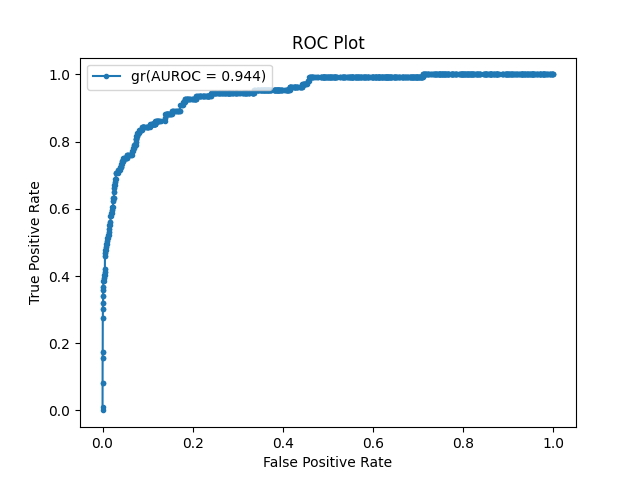 ROC Plot
gr(AUROC = 0.944)
True Positive Rate
1.0
0.8
0.6
0.4
0.2
0.0
0.0 0.2 0.4 0.6 0.8 1.0
False Positive Rate